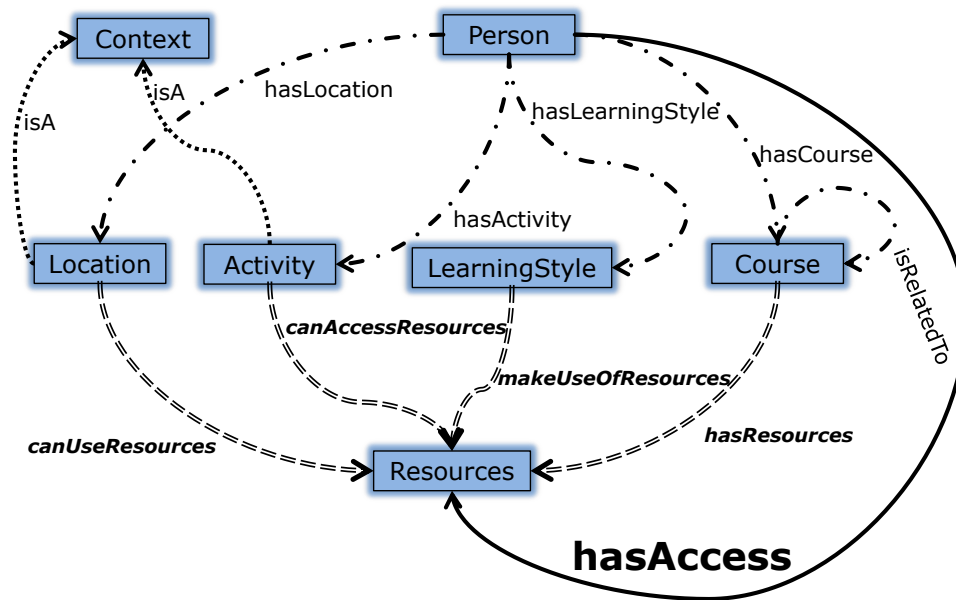 Context
Person
isA
isA
hasLocation
hasLearningStyle
hasCourse
hasActivity
Location
Activity
LearningStyle
Course
isRelatedTo
canAccessResources
makeUseOfResources
canUseResources
hasResources
Resources
hasAccess